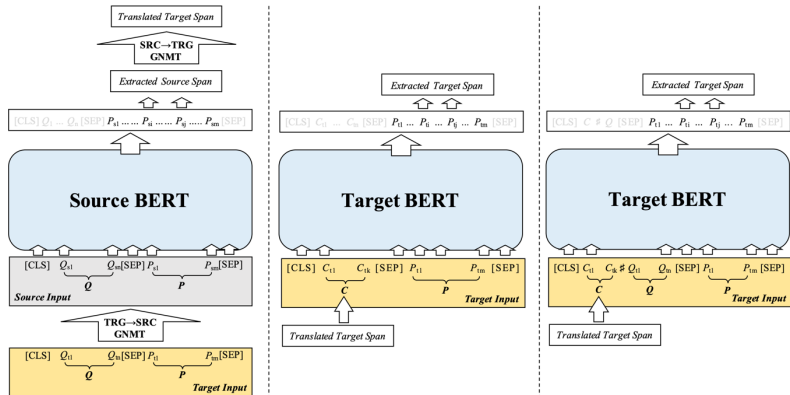 Translated Target Span
SRC→TRG
GNMT
Extracted Source Span
[CLS] Q₁ ... Qₙ [SEP] Pₛ₁ ... ... Pₛᵢ ... ... Pₛⱼ ..... Pₛₘ [SEP]
Source BERT
[CLS] Qₛ₁ Qₛₙ [SEP] Pₛ₁ Pₛₘ [SEP]
Q P
Source Input
TRG→SRC
GNMT
[CLS] Qₜ₁ Qₜₙ [SEP] Pₜ₁ Pₜₘ [SEP]
Q P
Target Input
Extracted Target Span
[CLS] Cₜ₁ ... Cₜₙ [SEP] Pₜ₁ ... Pₜᵢ ... Pₜⱼ ... Pₜₘ [SEP]
Target BERT
[CLS] Cₜ₁ Cₜₖ [SEP] Pₜ₁ Pₜₘ [SEP]
C P
Target Input
Translated Target Span
Extracted Target Span
[CLS] C ♯ Q [SEP] Pₜ₁ ... Pₜᵢ ... Pₜⱼ ... Pₜₘ [SEP]
Target BERT
[CLS] Cₜ₁ Cₜₖ ♯ Qₜ₁ Qₜₙ [SEP] Pₜ₁ Pₜₘ [SEP]
C Q P
Target Input
Translated Target Span